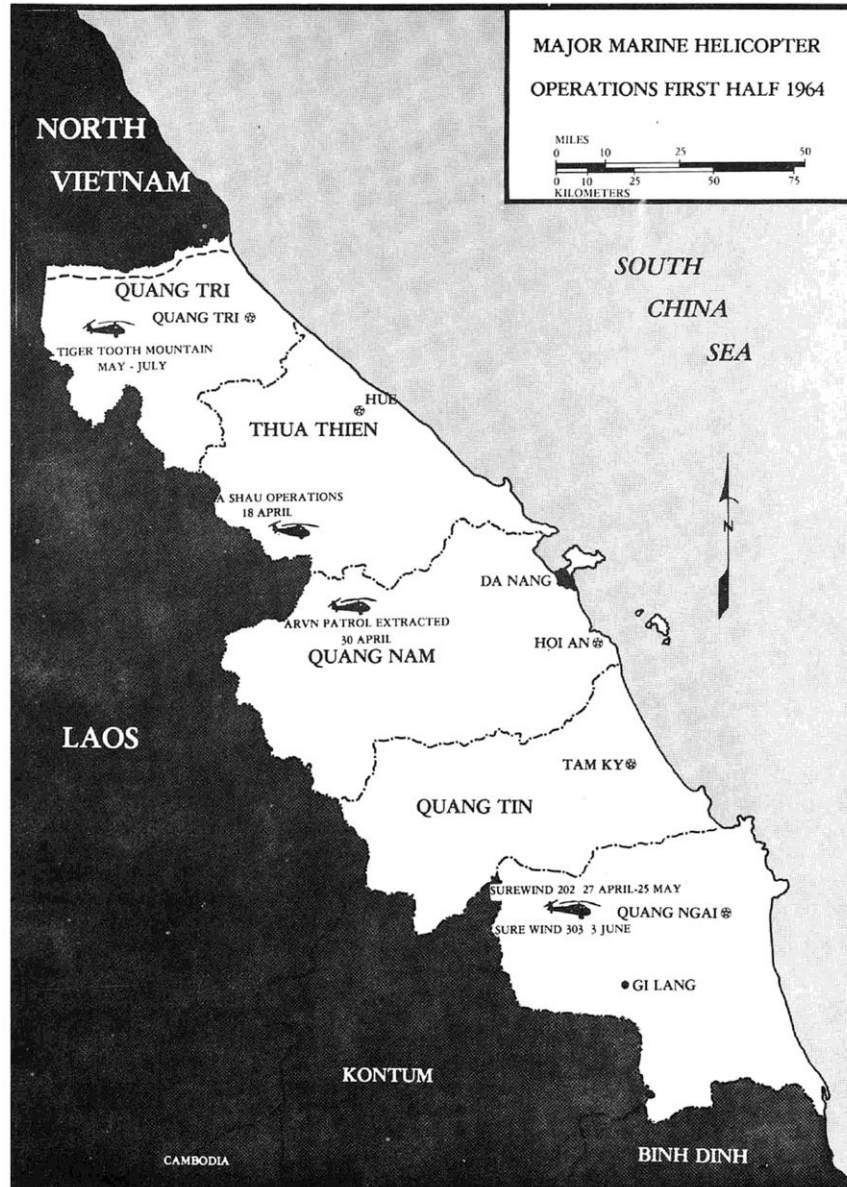 MAJOR MARINE HELICOPTER
OPERATIONS FIRST HALF 1964
MILES
0 10 25 50
0 10 25 50 75
KILOMETERS
NORTH
VIETNAM
SOUTH
CHINA
SEA
QUANG TRI
QUANG TRI
TIGER TOOTH MOUNTAIN
MAY - JULY
HUE
THUA THIEN
A SHAU OPERATIONS
18 APRIL
N
DA NANG
ARVN PATROL EXTRACTED
30 APRIL
HOI AN
QUANG NAM
LAOS
TAM KY
QUANG TIN
SUREWIND 202 27 APRIL-25 MAY
QUANG NGAI
SURE WIND 303 3 JUNE
GI LANG
KONTUM
CAMBODIA
BINH DINH